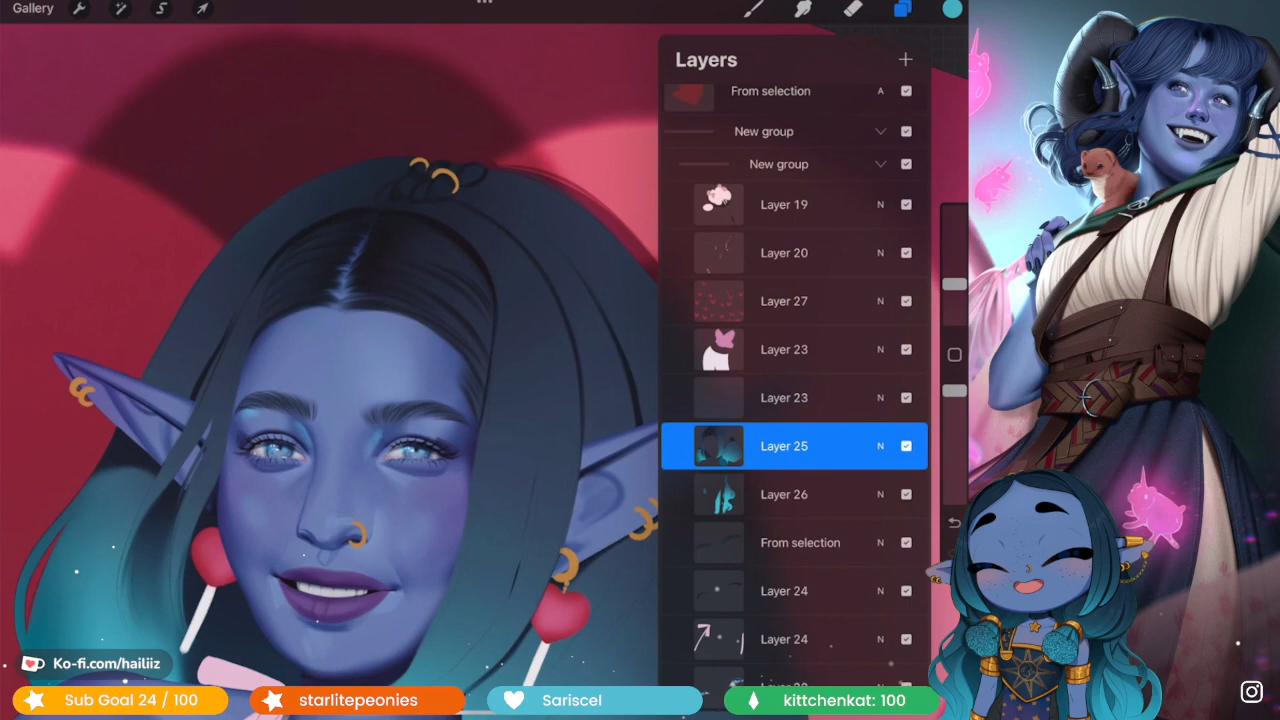 Gallery
Layers
From selection A
New group
New group
Layer 19 N
Layer 20 N
Layer 27 N
Layer 23 N
Layer 23 N
Layer 25 N
Layer 26 N
From selection N
Layer 24 N
Layer 24 N
Ko-fi.com/hailiiz
Sub Goal 24 / 100
starlitepeonies
Sariscel
kittchenkat: 100